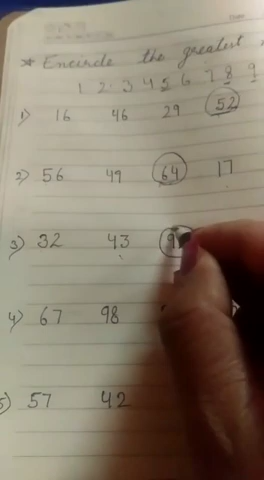 * Encircle the greatest
1 2 3 4 5 6 7 8 9
1) 16 46 29 52
2) 56 49 64 17
3) 32 43
4) 67 98
5) 57 42